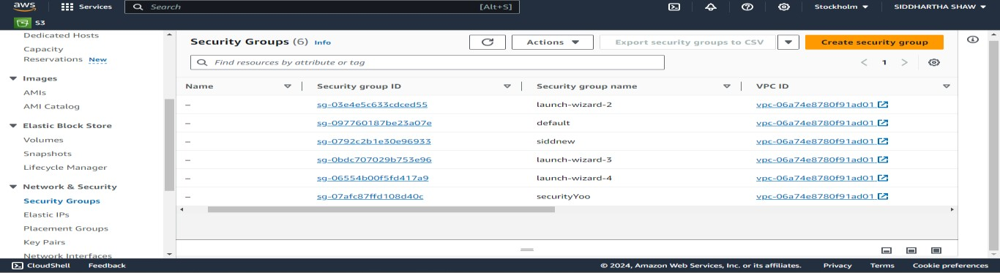 aws Services Search [Alt+S] Stockholm SIDDHARTHA SHAW
S3
Dedicated Hosts
Capacity
Reservations New
Images
AMIs
AMI Catalog
Elastic Block Store
Volumes
Snapshots
Lifecycle Manager
Network & Security
Security Groups
Elastic IPs
Placement Groups
Key Pairs
Network Interfaces
Security Groups (6) Info Actions Export security groups to CSV Create security group
Find resources by attribute or tag 1
Name Security group ID Security group name VPC ID
– sg-03e4e5c633cdced55 launch-wizard-2 vpc-06a74e8780f91ad01
– sg-097760187be23a07e default vpc-06a74e8780f91ad01
– sg-0792c2b1e30e96933 siddnew vpc-06a74e8780f91ad01
– sg-0bdc707029b753e96 launch-wizard-3 vpc-06a74e8780f91ad01
– sg-06554b00f5fd417a9 launch-wizard-4 vpc-06a74e8780f91ad01
– sg-07afc87ffd108d40c securityYoo vpc-06a74e8780f91ad01
CloudShell Feedback © 2024, Amazon Web Services, Inc. or its affiliates. Privacy Terms Cookie preferences